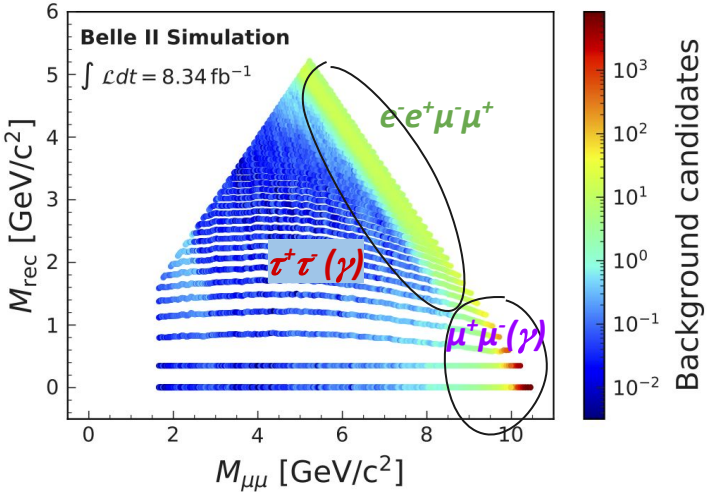 Belle II Simulation
∫ ℒdt = 8.34 fb⁻¹
e⁻e⁺μ⁻μ⁺
τ⁺τ⁻(γ)
μ⁺μ⁻(γ)
6
5
4
3
2
1
0
M_rec [GeV/c²]
0
2
4
6
8
10
M_μμ [GeV/c²]
10³
10²
10¹
10⁰
10⁻¹
10⁻²
Background candidates